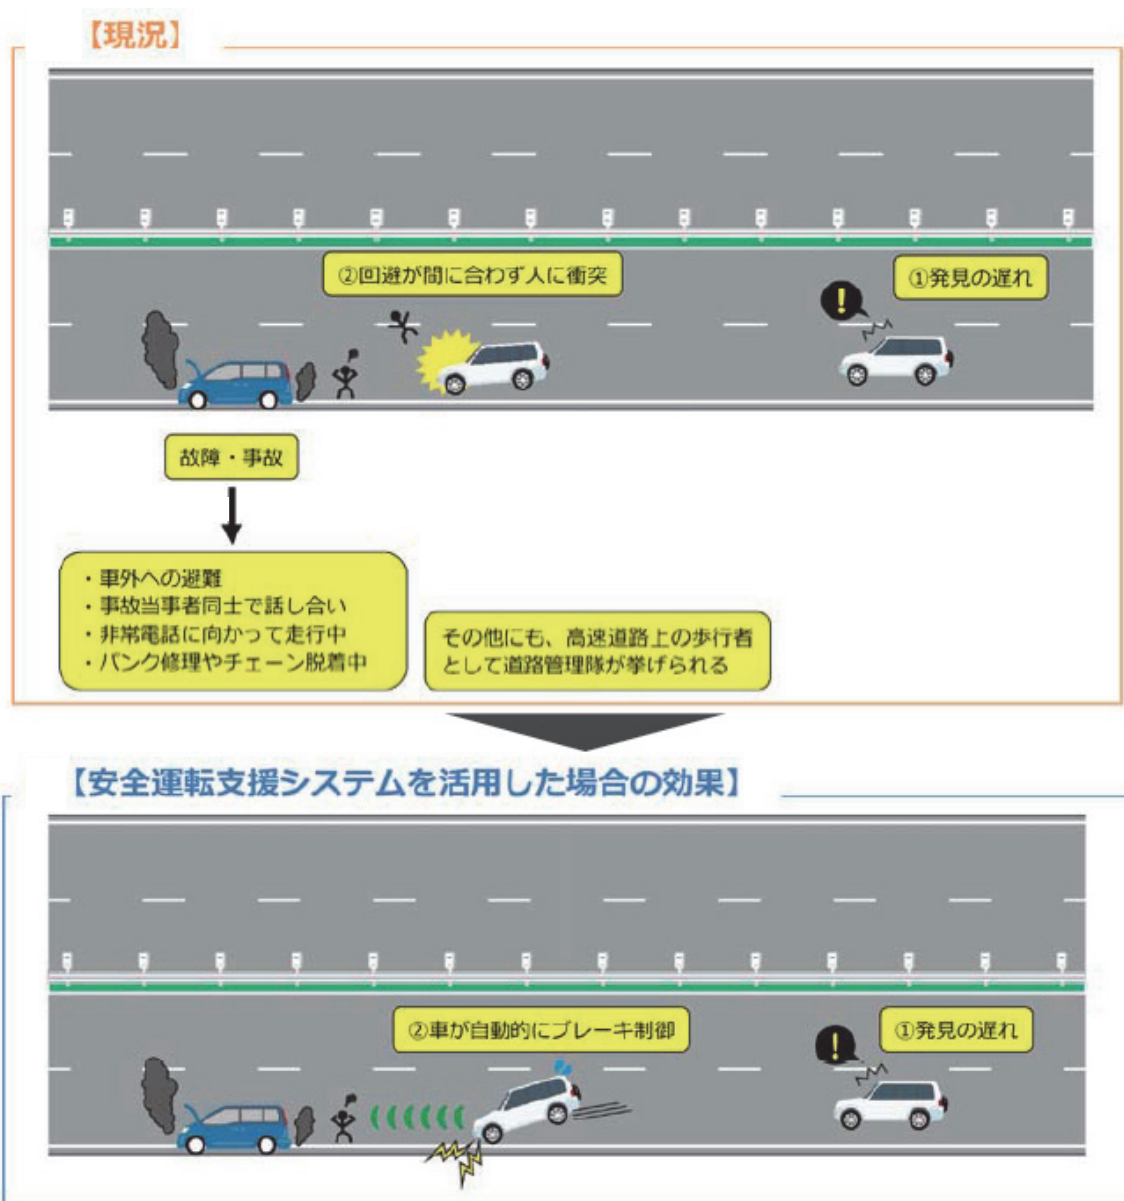 【現況】
②回避が間に合わず人に衝突
①発見の遅れ
!
故障・事故
・車外への避難
・事故当事者同士で話し合い
・非常電話に向かって走行中
・パンク修理やチェーン脱着中
その他にも、高速道路上の歩行者
として道路管理隊が挙げられる
【安全運転支援システムを活用した場合の効果】
②車が自動的にブレーキ制御
①発見の遅れ
!